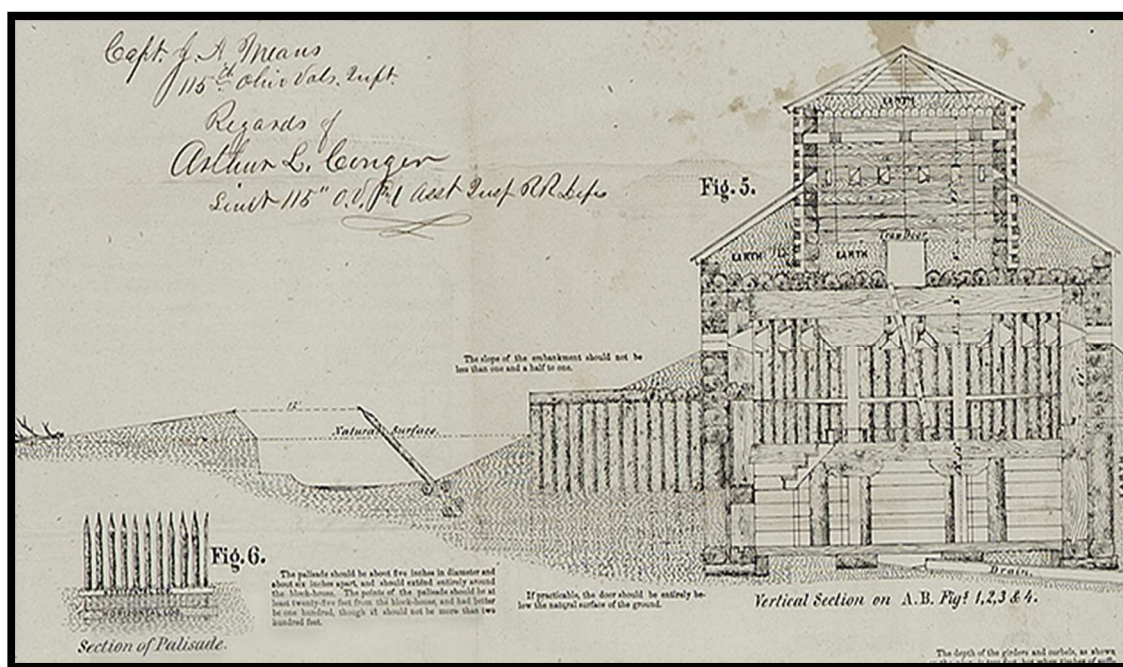 Capt. J. A. Means
115th Ohio Vols. Inft.
Regards of
Arthur L. Conger
Lieut 115" O.V.I. & Asst Insp R R Defs
Fig. 5.
EARTH
Trap Door.
EARTH
EARTH
The slope of the embankment should not be
less than one and a half to one.
12'
Natural Surface.
EARTH
Fig. 6.
HORIZONTAL LOG
Section of Palisade.
The palisade should be about five inches in diameter and
about six inches apart, and should extend entirely around
the block-house. The points of the palisade should be at
least twenty-five feet from the block-house, and had better
be one hundred, though it should not be more than two
hundred feet.
If practicable, the door should be entirely be-
low the natural surface of the ground.
Drain.
Vertical Section on A.B. Figs 1,2,3 & 4.
The depth of the girders and corbels, as shown